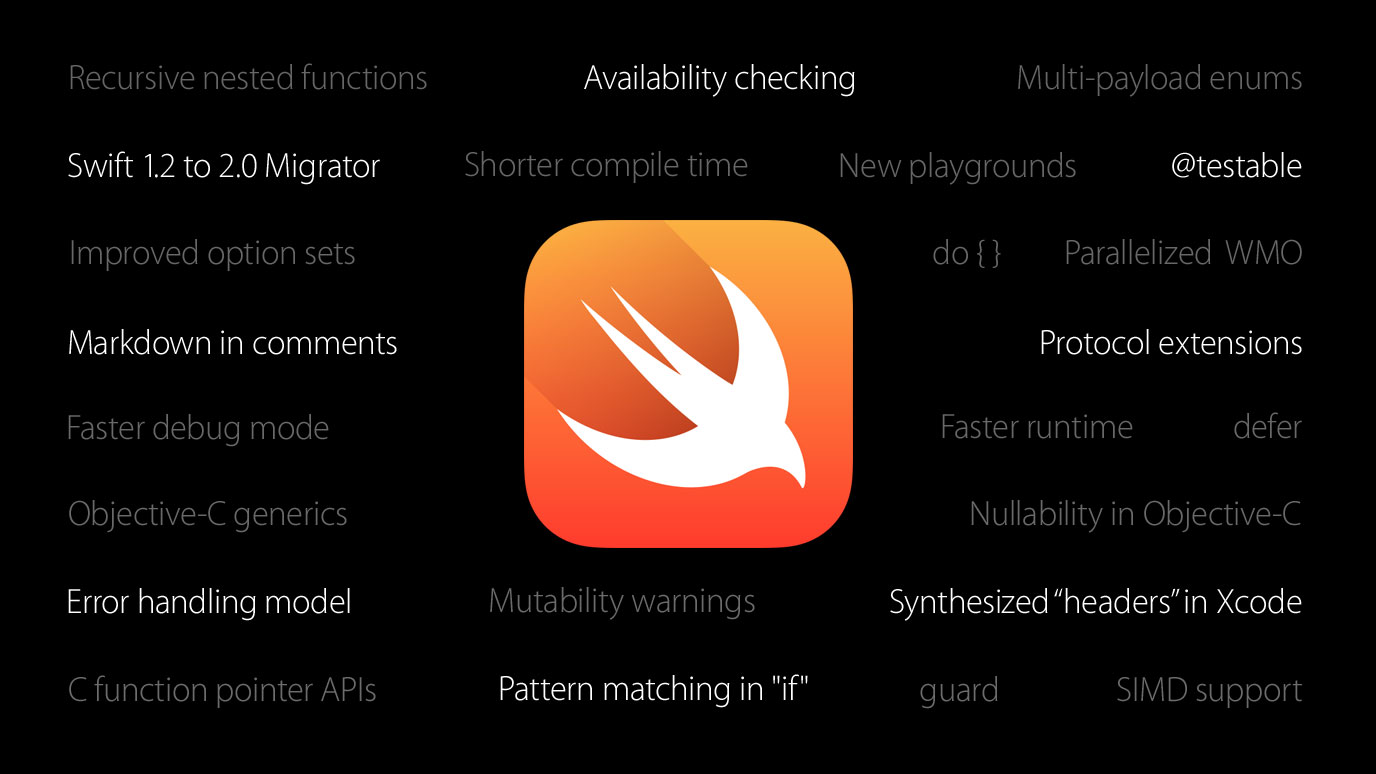 Recursive nested functions
Availability checking
Multi-payload enums
Swift 1.2 to 2.0 Migrator
Shorter compile time
New playgrounds
@testable
Improved option sets
do { }
Parallelized WMO
Markdown in comments
Protocol extensions
Faster debug mode
Faster runtime
defer
Objective-C generics
Nullability in Objective-C
Error handling model
Mutability warnings
Synthesized “headers” in Xcode
C function pointer APIs
Pattern matching in "if"
guard
SIMD support